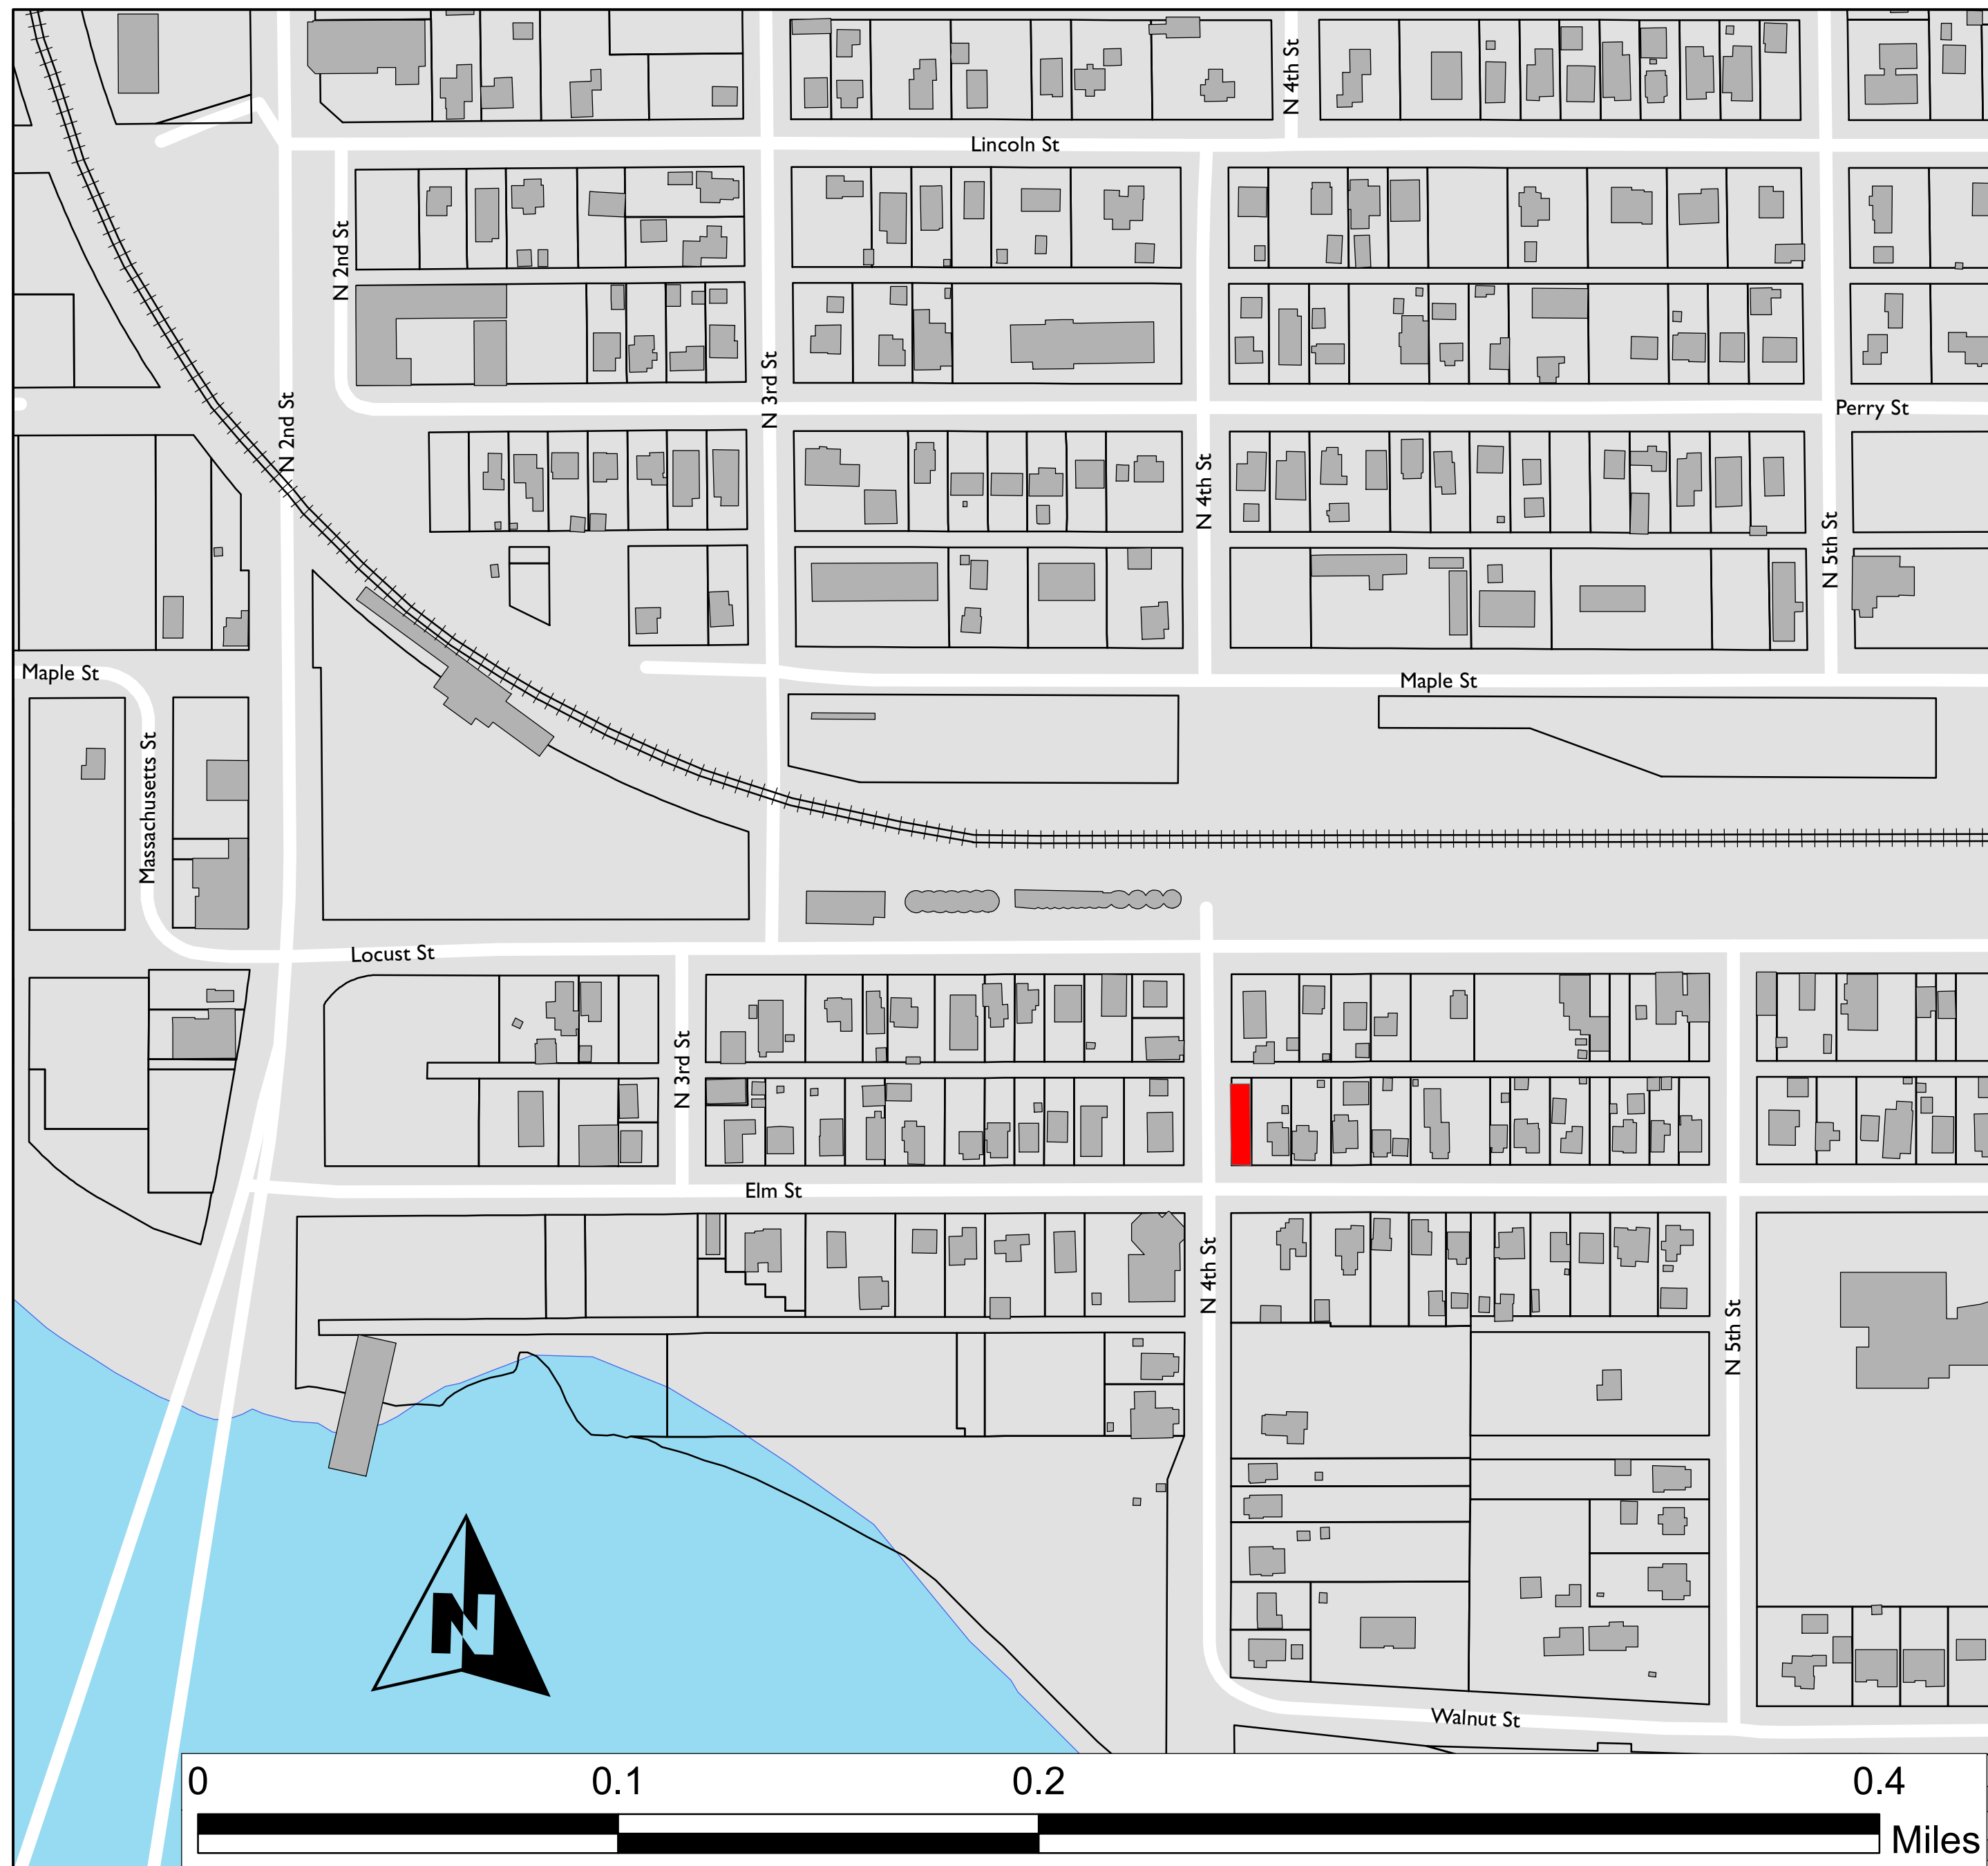 N 4th St
Lincoln St
N 2nd St
N 3rd St
N 2nd St
Perry St
N 4th St
N 5th St
Maple St
Maple St
Massachusetts St
Locust St
N 3rd St
Elm St
N 4th St
N 5th St
N
Walnut St
0 0.1 0.2 0.4
Miles